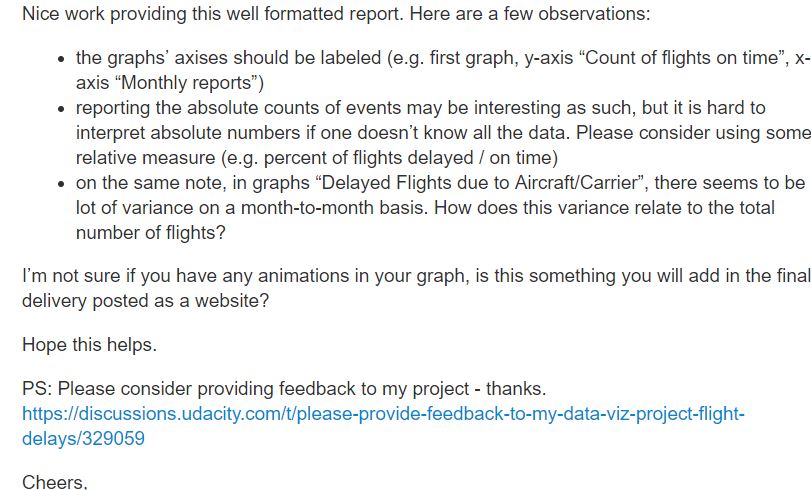 Nice work providing this well formatted report. Here are a few observations:
• the graphs’ axises should be labeled (e.g. first graph, y-axis “Count of flights on time”, x-
axis “Monthly reports”)
• reporting the absolute counts of events may be interesting as such, but it is hard to
interpret absolute numbers if one doesn’t know all the data. Please consider using some
relative measure (e.g. percent of flights delayed / on time)
• on the same note, in graphs “Delayed Flights due to Aircraft/Carrier”, there seems to be
lot of variance on a month-to-month basis. How does this variance relate to the total
number of flights?
I’m not sure if you have any animations in your graph, is this something you will add in the final
delivery posted as a website?
Hope this helps.
PS: Please consider providing feedback to my project - thanks.
https://discussions.udacity.com/t/please-provide-feedback-to-my-data-viz-project-flight-
delays/329059
Cheers,